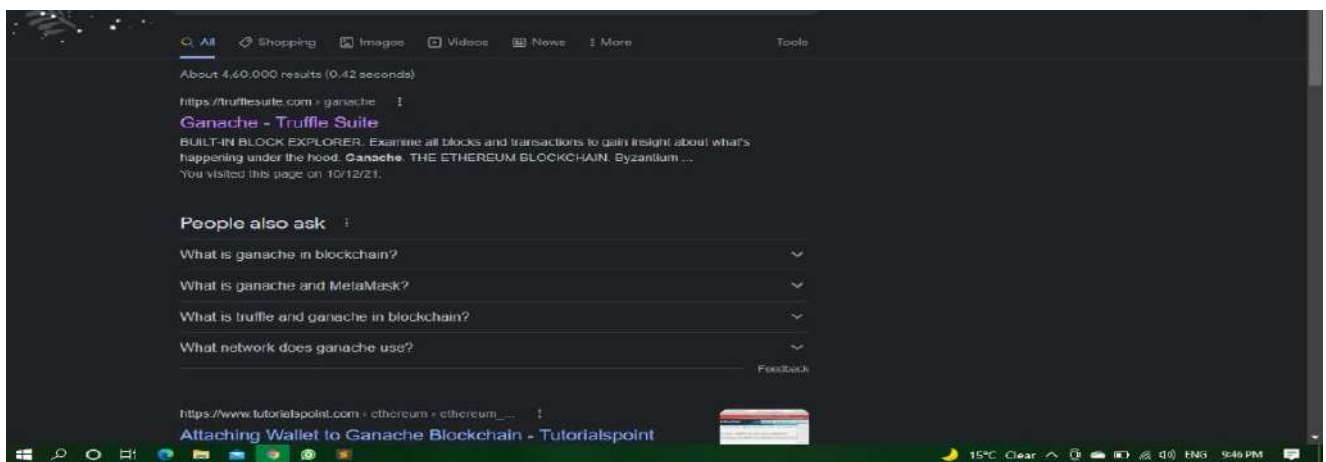 All Shopping Images Videos News More Tools
About 4,60,000 results (0.42 seconds)
https://trufflesuite.com › ganache
Ganache - Truffle Suite
BUILT-IN BLOCK EXPLORER. Examine all blocks and transactions to gain insight about what's
happening under the hood. Ganache. THE ETHEREUM BLOCKCHAIN. Byzantium ...
You visited this page on 10/12/21.
People also ask
What is ganache in blockchain?
What is ganache and MetaMask?
What is truffle and ganache in blockchain?
What network does ganache use?
Feedback
https://www.tutorialspoint.com › ethereum › ethereum_...
Attaching Wallet to Ganache Blockchain - Tutorialspoint
15°C Clear ENG 9:46 PM